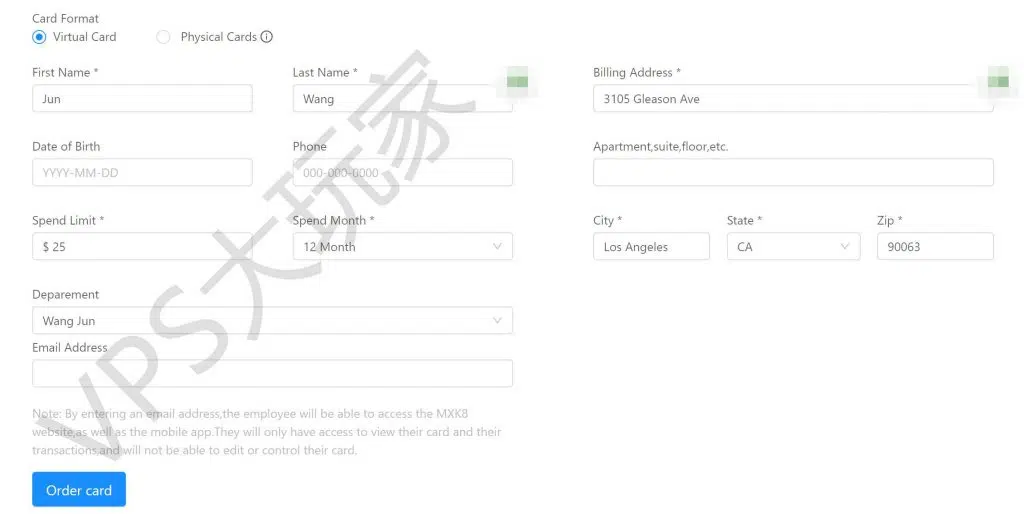 Card Format
Virtual Card
Physical Cards
First Name *
Last Name *
Billing Address *
Jun
Wang
3105 Gleason Ave
Date of Birth
Phone
Apartment,suite,floor,etc.
YYYY-MM-DD
000-000-0000
Spend Limit *
Spend Month *
City *
State *
Zip *
$ 25
12 Month
Los Angeles
CA
90063
Deparement
Wang Jun
Email Address
Note: By entering an email address,the employee will be able to access the MXK8
website,as well as the mobile app.They will only have access to view their card and their
transactions,and will not be able to edit or control their card.
Order card
VPS大玩家